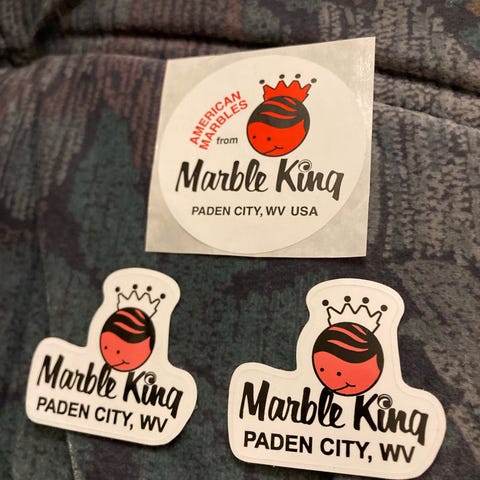 AMERICAN
MARBLES
from
Marble King
PADEN CITY, WV USA
Marble King
PADEN CITY, WV
Marble King
PADEN CITY, WV